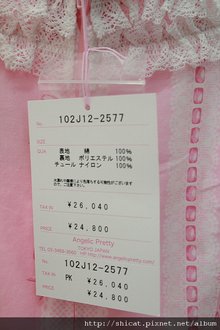 No. 102J12-2577
SIZE
QUA. 表地 綿 100%
裏地 ポリエステル 100%
チュール ナイロン 100%
TAX IN ¥26,040
PRICE ¥24,800
Angelic Pretty
TOKYO JAPAN
No. 102J12-2577
TAX IN PK ¥26,040
PRICE ¥24,800
http://shicat.pixnet.net/album